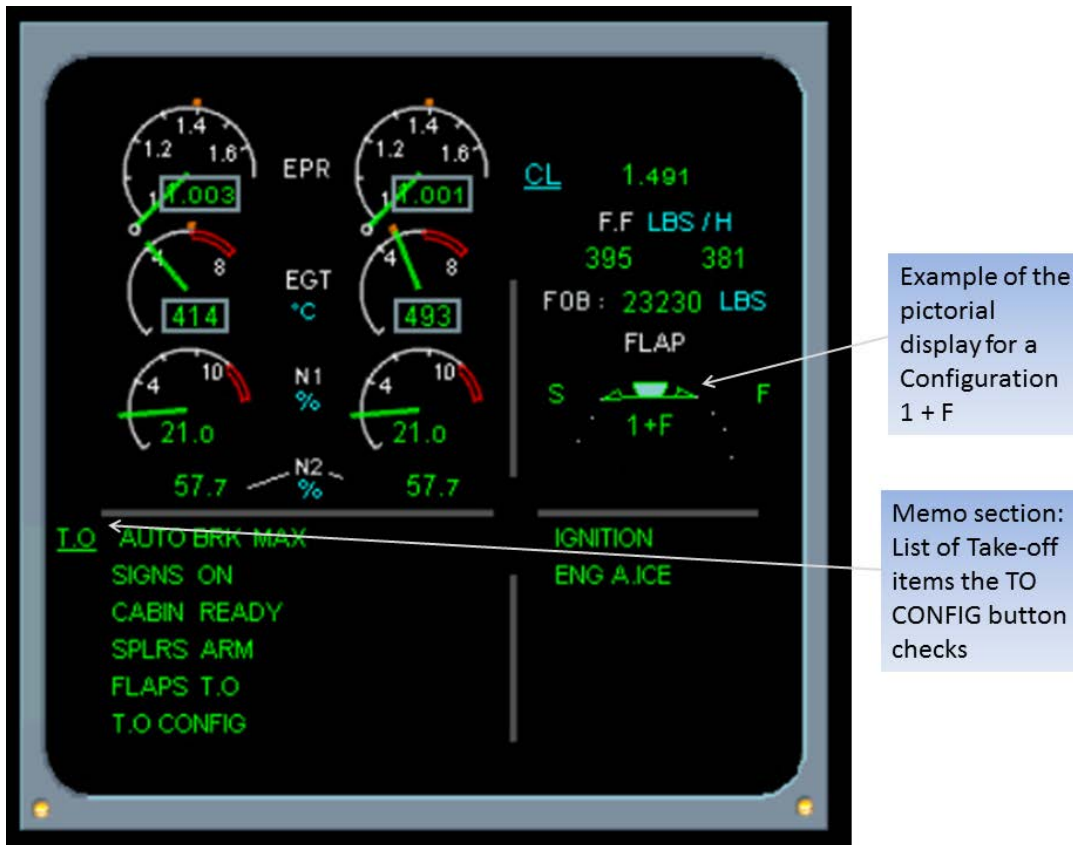 1.4 1.4
1.2 1.6 EPR 1.2 1.6 CL 1.491
1 1.003 1 1.001
F.F LBS / H
4 8 EGT 4 8 395 381
414 °C 493 FOB : 23230 LBS
FLAP
4 10 N1 4 10
% S F
21.0 21.0 1+F
57.7 N2 57.7
%
T.O AUTO BRK MAX IGNITION
SIGNS ON ENG A.ICE
CABIN READY
SPLRS ARM
FLAPS T.O
T.O CONFIG
Example of the
pictorial
display for a
Configuration
1 + F
Memo section:
List of Take-off
items the TO
CONFIG button
checks